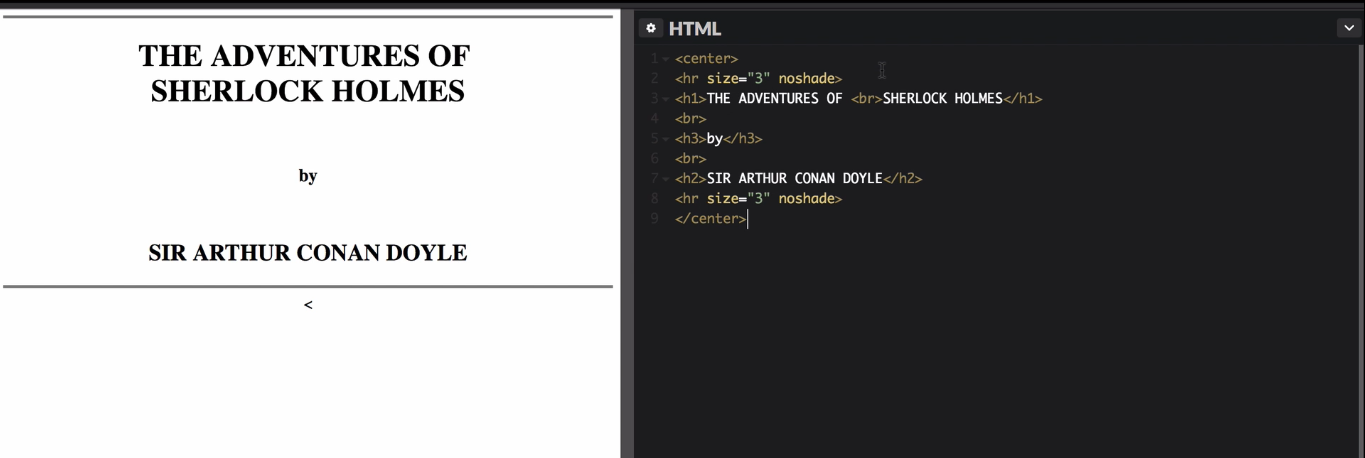 THE ADVENTURES OF
SHERLOCK HOLMES
by
SIR ARTHUR CONAN DOYLE
<
HTML
1 <center>
2 <hr size="3" noshade>
3 <h1>THE ADVENTURES OF <br>SHERLOCK HOLMES</h1>
4 <br>
5 <h3>by</h3>
6 <br>
7 <h2>SIR ARTHUR CONAN DOYLE</h2>
8 <hr size="3" noshade>
9 </center>